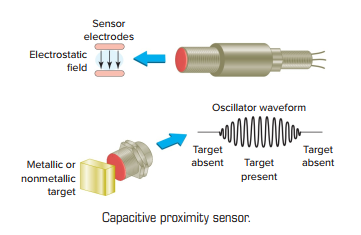 Sensor
electrodes
Electrostatic
field
Oscillator waveform
Target
absent
Target
present
Target
absent
Metallic or
nonmetallic
target
Capacitive proximity sensor.